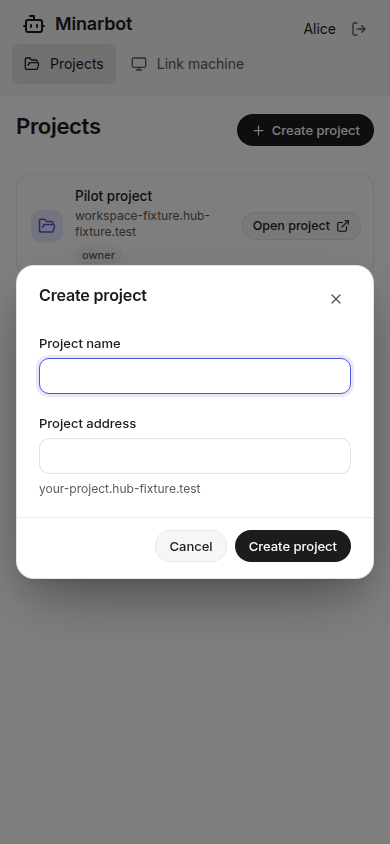 Minarbot
Alice
Projects
Link machine
Projects
Create project
Pilot project
workspace-fixture.hub-
fixture.test
owner
Open project
Create project
Project name
Project address
your-project.hub-fixture.test
Cancel
Create project